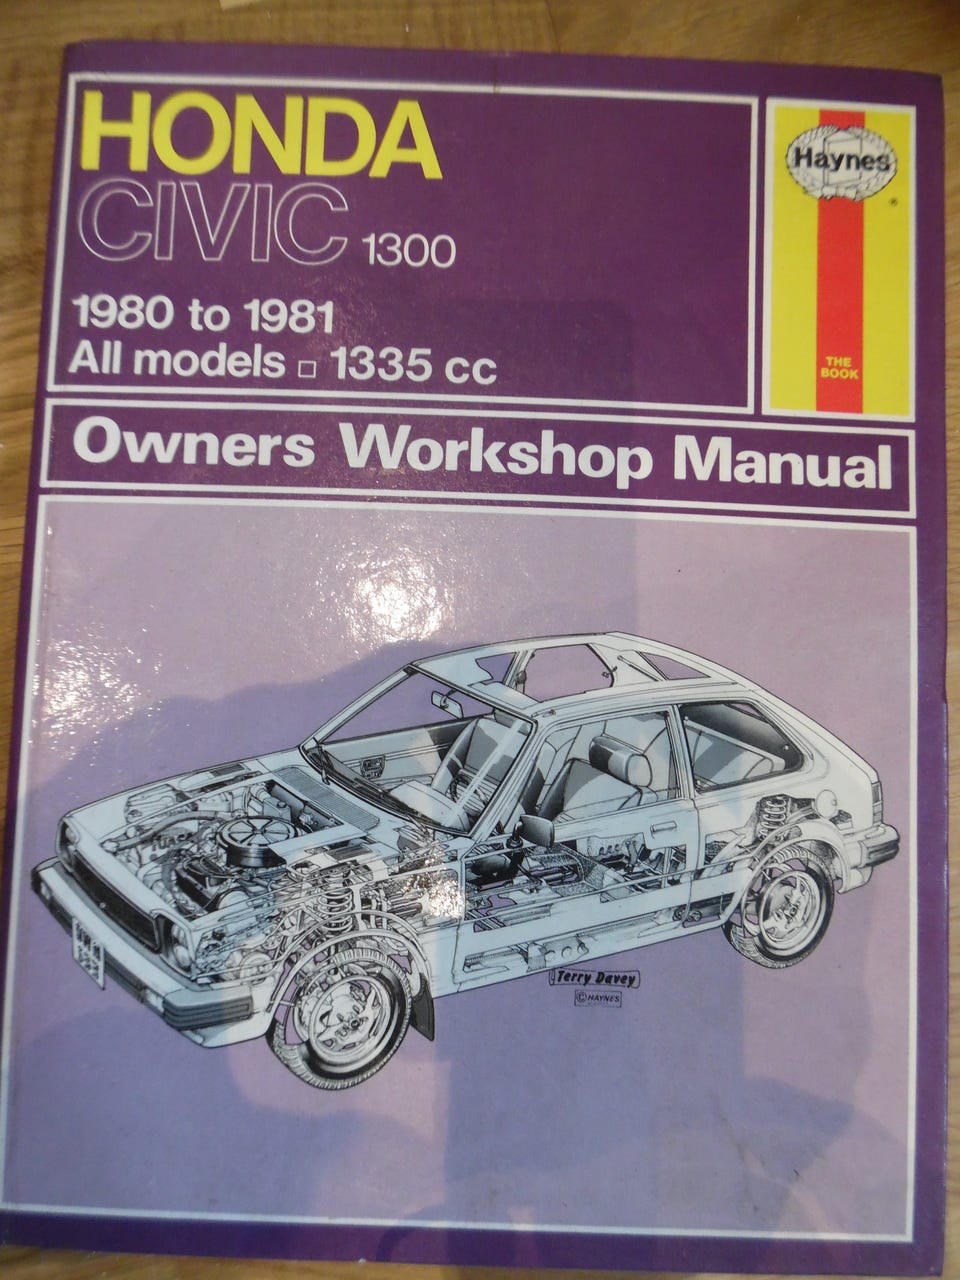 HONDA
CIVIC 1300
1980 to 1981
All models □ 1335 cc
Haynes
®
THE
BOOK
Owners Workshop Manual
Terry Davey
© HAYNES